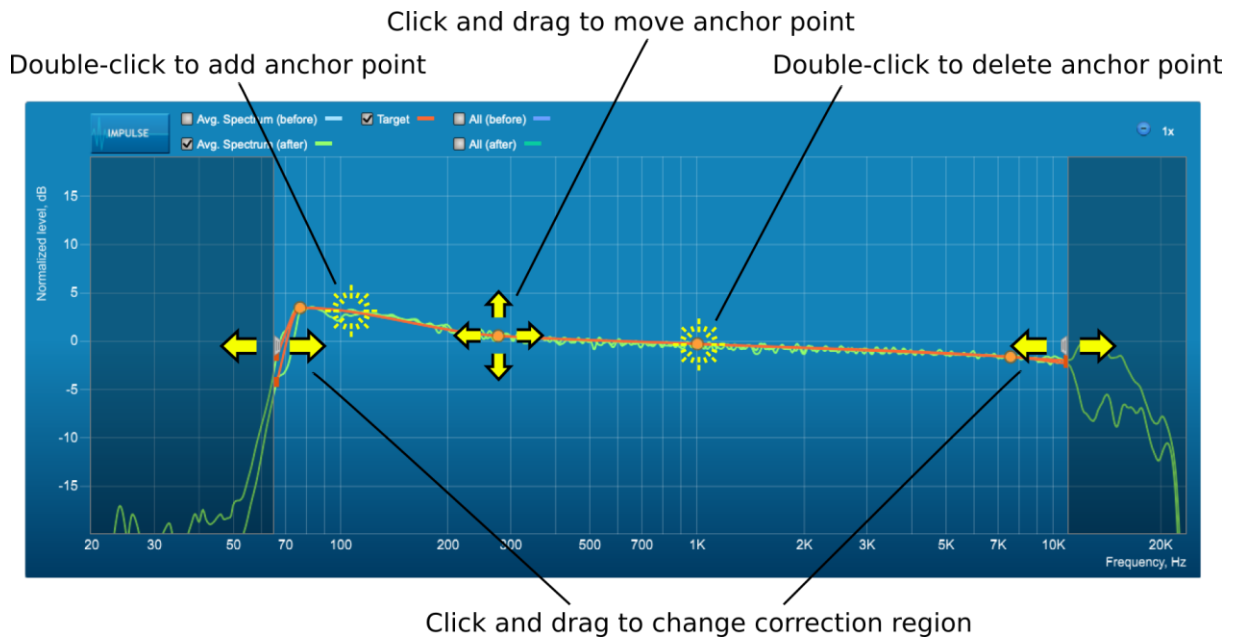 Click and drag to move anchor point
Double-click to add anchor point
Double-click to delete anchor point
IMPULSE
Avg. Spectrum (before)
Target
All (before)
1x
Avg. Spectrum (after)
All (after)
Normalized level, dB
15
10
5
0
-5
-10
-15
20 30 50 70 100 200 300 500 700 1K 2K 3K 5K 7K 10K 20K
Frequency, Hz
Click and drag to change correction region